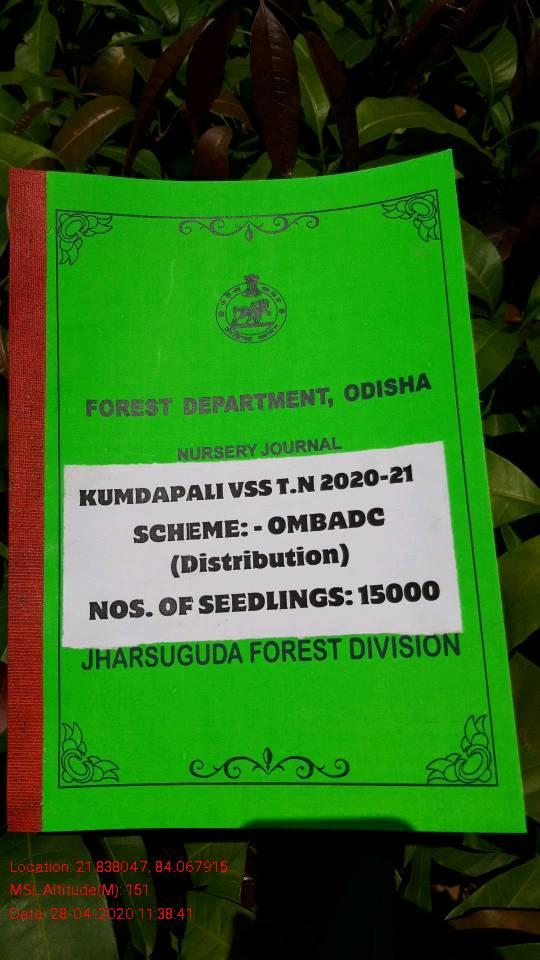 FOREST DEPARTMENT, ODISHA
NURSERY JOURNAL
KUMDAPALI VSS T.N 2020-21
SCHEME: - OMBADC
(Distribution)
NOS. OF SEEDLINGS: 15000
JHARSUGUDA FOREST DIVISION
Location: 21.838047, 84.067915
MSL Altitude(M): 151
Date: 28-04-2020 11:38:41